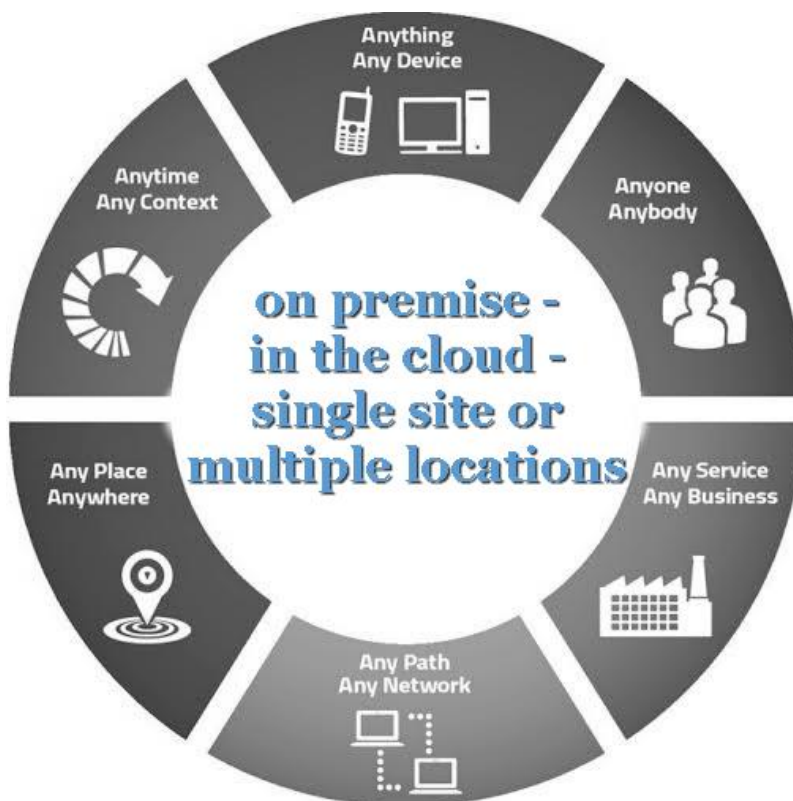 Anything
Any Device
Anyone
Anybody
Any Service
Any Business
Any Path
Any Network
Any Place
Anywhere
Anytime
Any Context
on premise -
in the cloud -
single site or
multiple locations